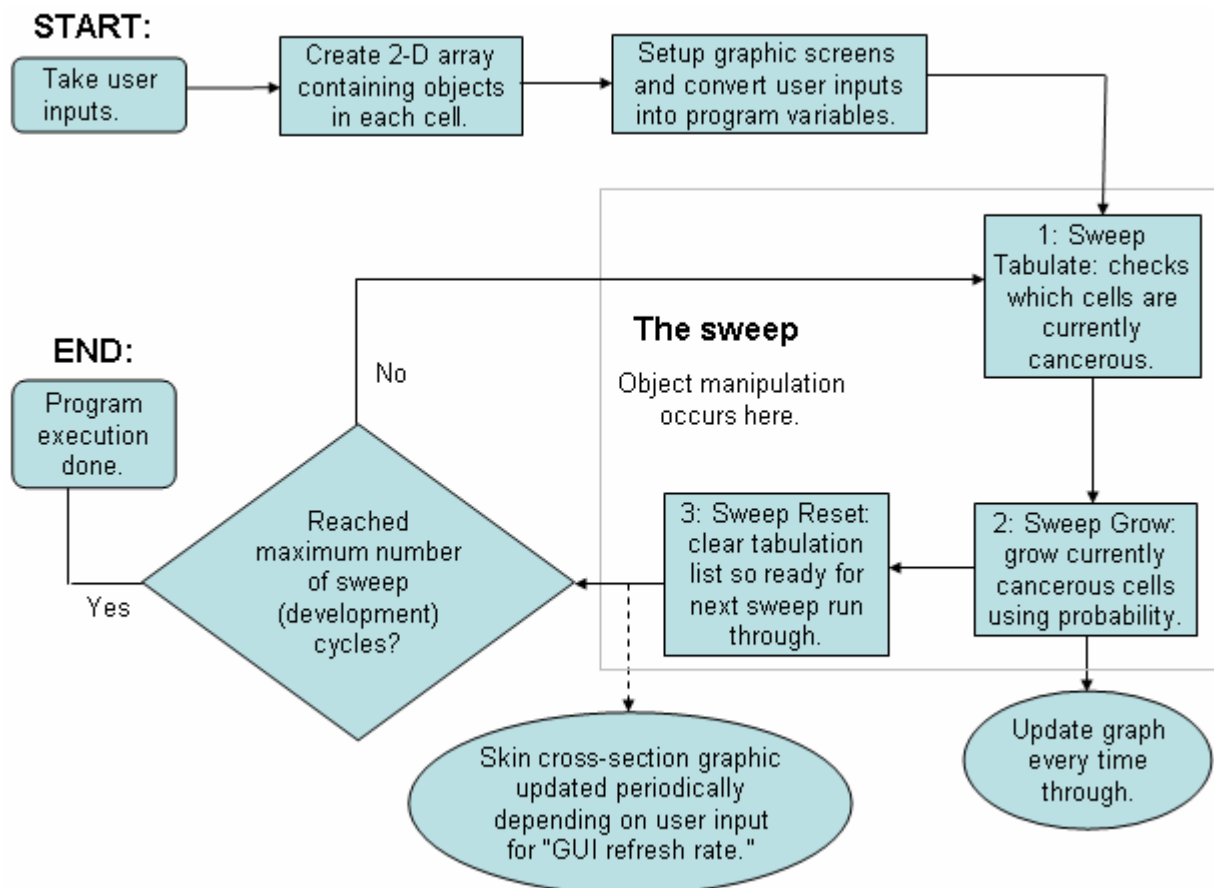 START:
Take user
inputs.
Create 2-D array
containing objects
in each cell.
Setup graphic screens
and convert user inputs
into program variables.
1: Sweep
Tabulate: checks
which cells are
currently
cancerous.
The sweep
Object manipulation
occurs here.
2: Sweep Grow:
grow currently
cancerous cells
using probability.
Update graph
every time
through.
3: Sweep Reset:
clear tabulation
list so ready for
next sweep run
through.
Skin cross-section graphic
updated periodically
depending on user input
for "GUI refresh rate."
Reached
maximum number
of sweep
(development)
cycles?
No
Yes
END:
Program
execution
done.